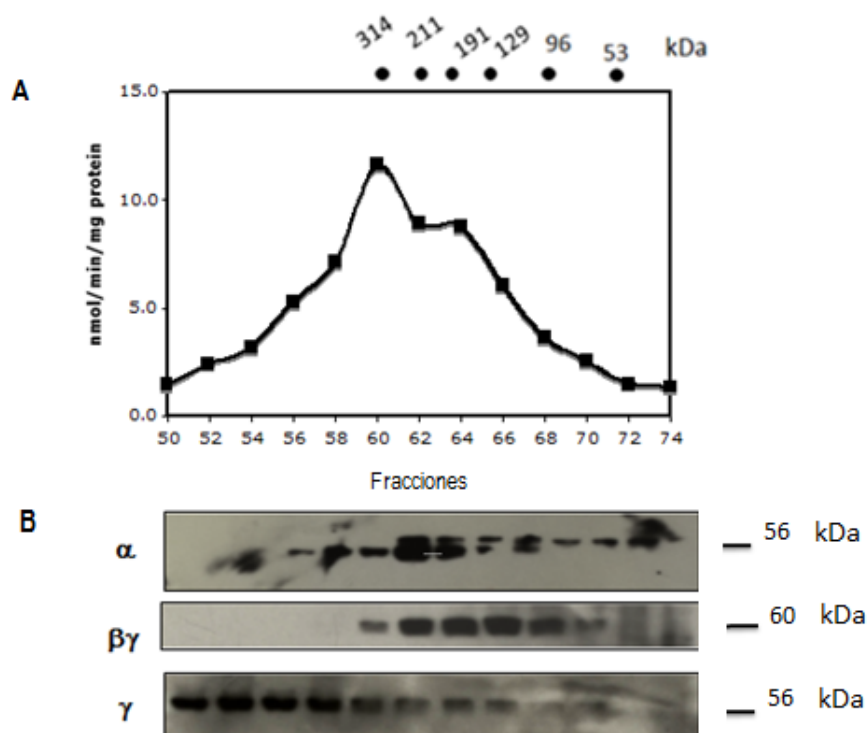 314 211 191 129 96 53 kDa
A
15.0
10.0
5.0
0.0
nmol/min/mg protein
50 52 54 56 58 60 62 64 66 68 70 72 74
Fracciones
B
α 56 kDa
βγ 60 kDa
γ 56 kDa